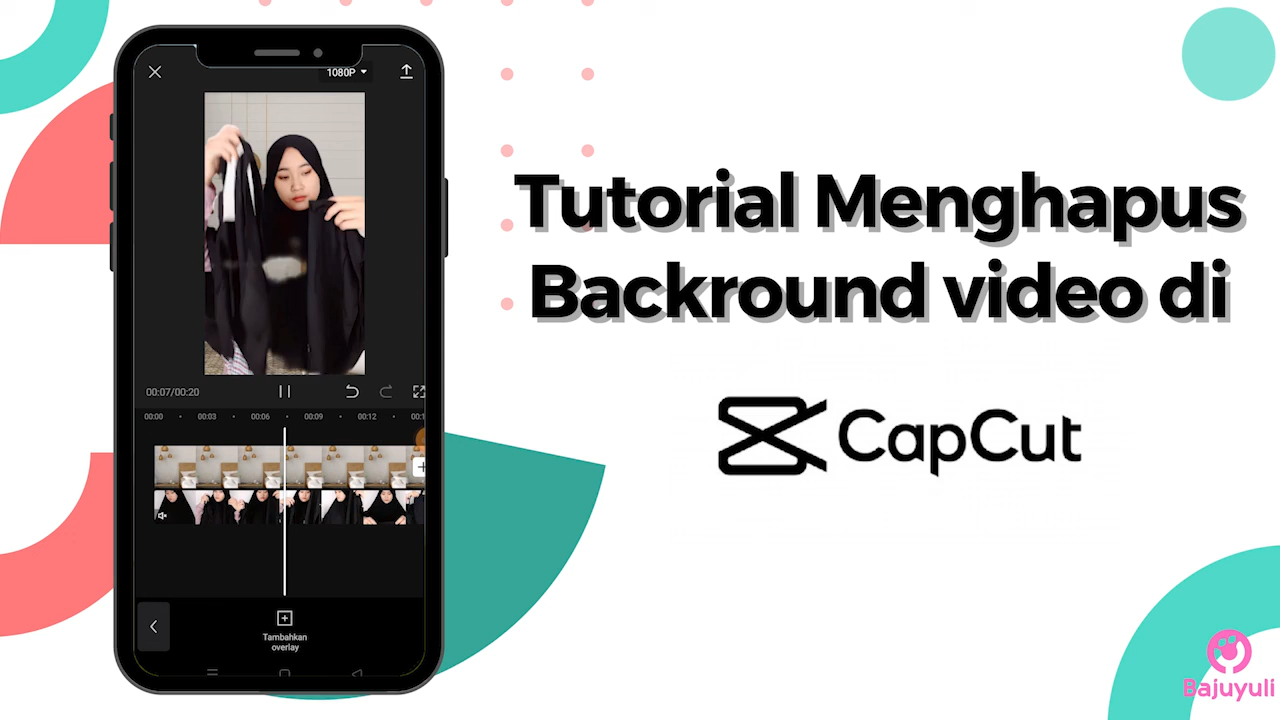 1080P
Tutorial Menghapus
Backround video di
CapCut
00:07/00:20
00:00 00:03 00:06 00:09 00:12
Tambahkan
overlay
Bajuyuli